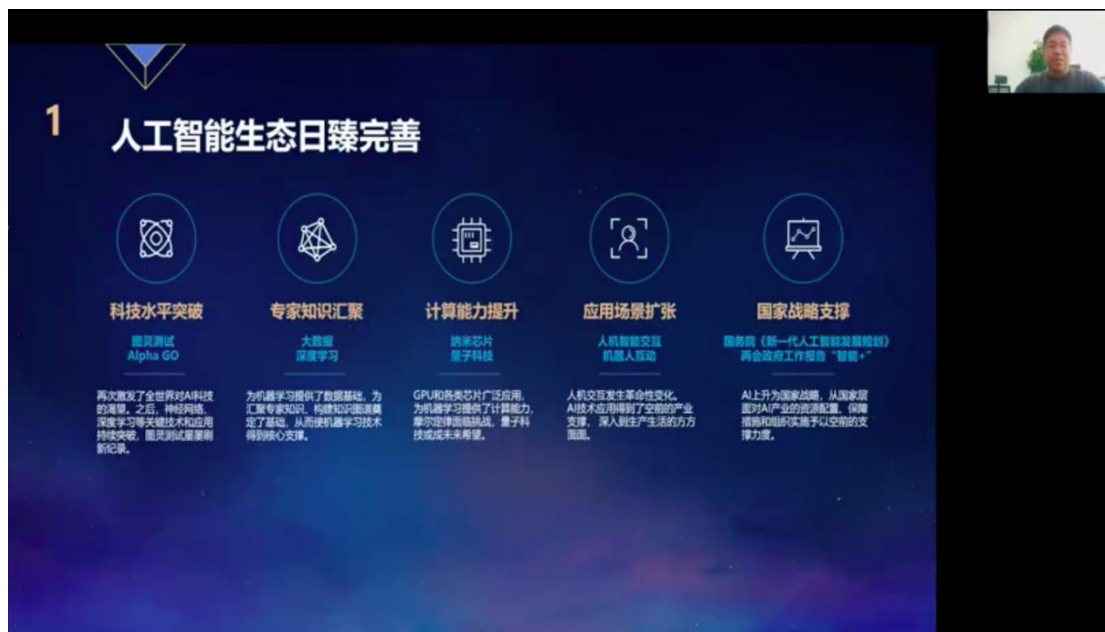 1
人工智能生态日臻完善
科技水平突破
图灵测试
Alpha GO
再次激发了全世界对AI科技
的渴望。之后，神经网络、
深度学习等关键技术和应用
持续突破，图灵测试屡屡刷
新纪录。
专家知识汇聚
大数据
深度学习
为机器学习提供了数据基础，为
汇聚专家知识、构建知识图谱奠
定了基础，从而使机器学习技术
得到核心支撑。
计算能力提升
纳米芯片
量子科技
GPU和各类芯片广泛应用，
为机器学习提供了计算能力，
摩尔定律面临挑战，量子科
技或成未来希望。
应用场景扩张
人机智能交互
机器人互动
人机交互发生革命性变化。
AI技术应用得到了空前的产业
支撑，深入到生产生活的方方
面面。
国家战略支撑
国务院《新一代人工智能发展规划》
两会政府工作报告“智能+”
AI上升为国家战略，从国家层
面对AI产业的资源配置、保障
措施和组织实施予以空前的支
撑力度。